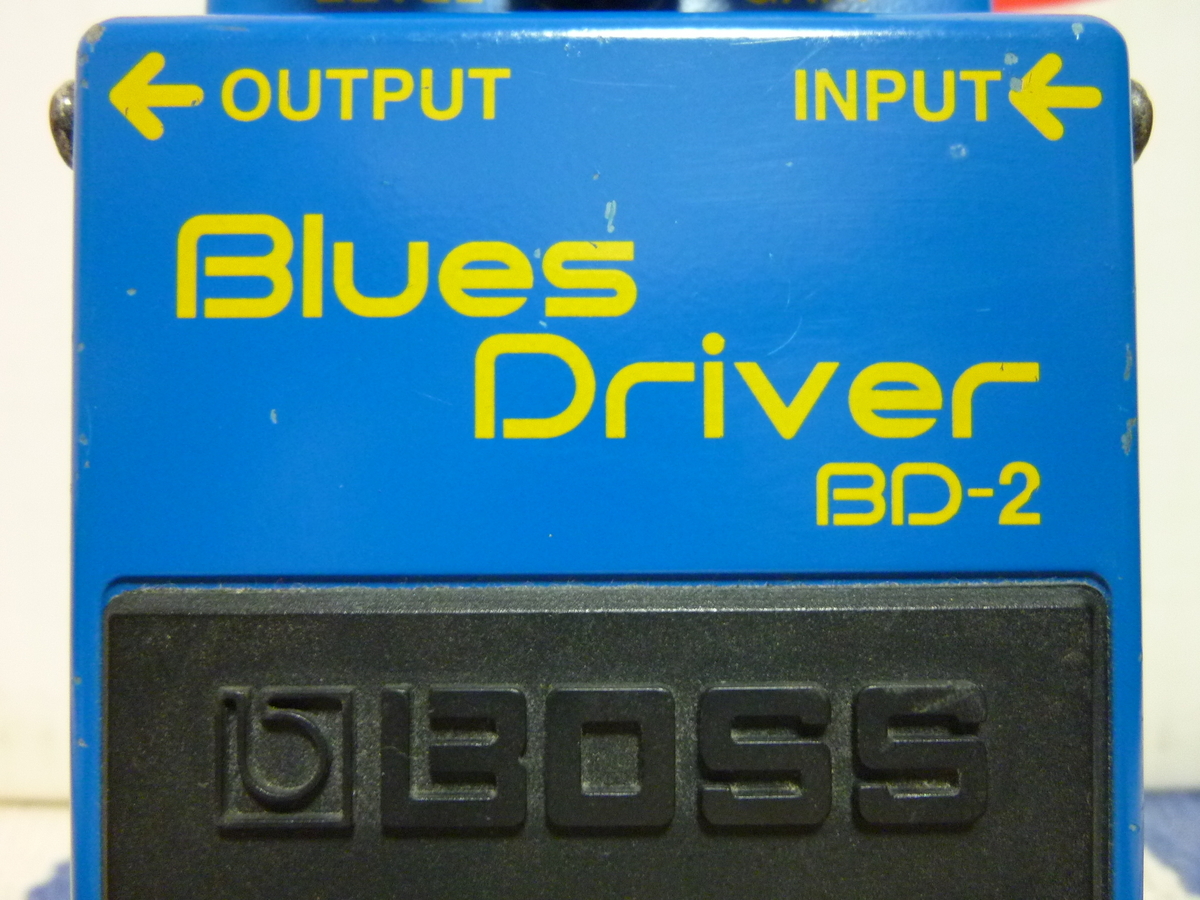 OUTPUT INPUT
Blues
Driver
BD-2
BOSS